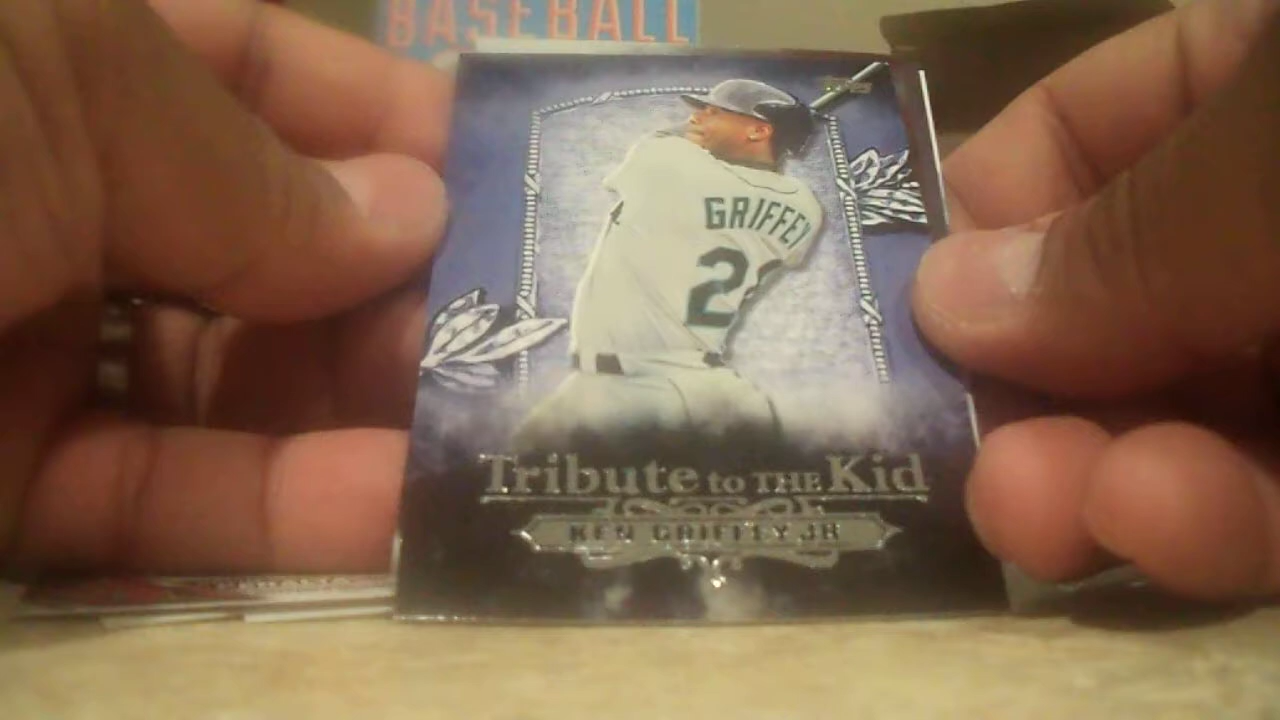 BASEBALL
GRIFFEY
2
Tribute to THE Kid
KEN GRIFFEY JR